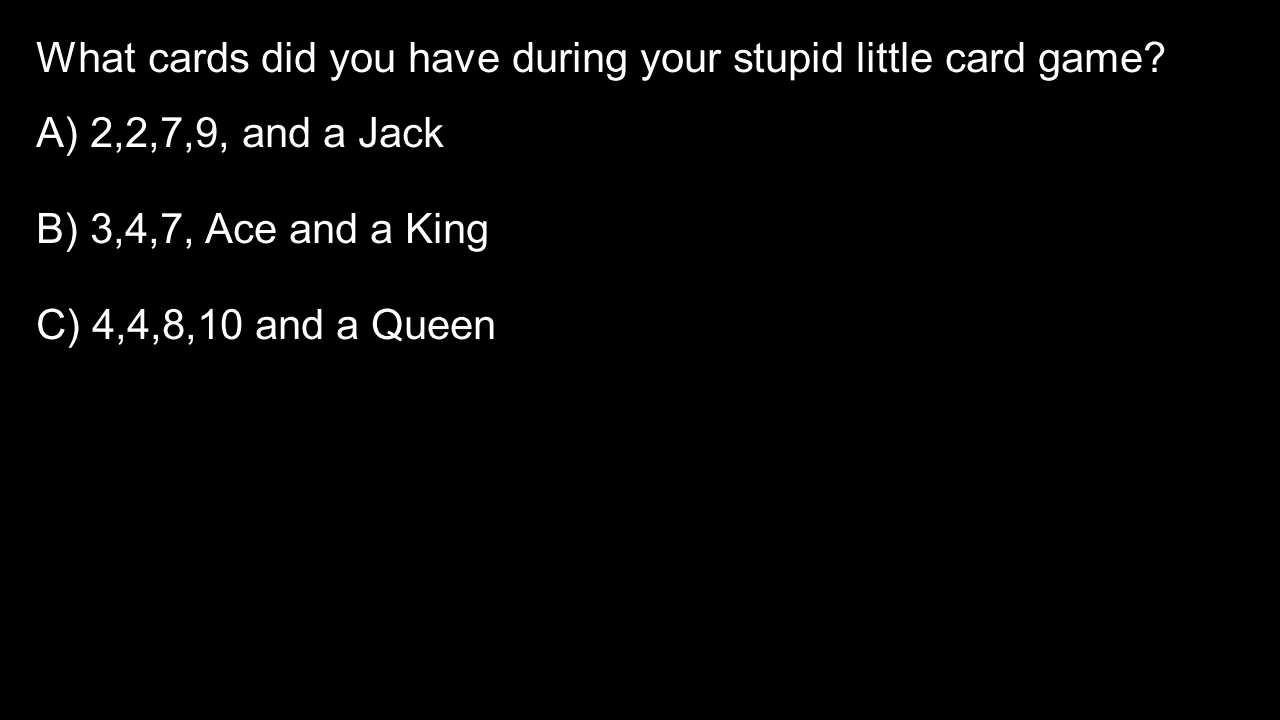 What cards did you have during your stupid little card game?
A) 2,2,7,9, and a Jack
B) 3,4,7, Ace and a King
C) 4,4,8,10 and a Queen